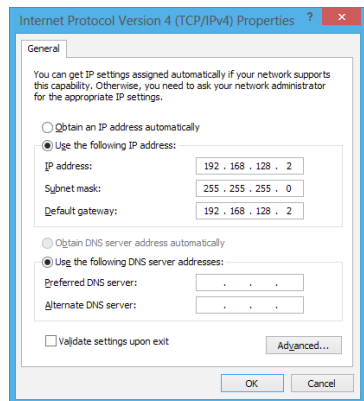 Internet Protocol Version 4 (TCP/IPv4) Properties ? ×
General
You can get IP settings assigned automatically if your network supports
this capability. Otherwise, you need to ask your network administrator
for the appropriate IP settings.
Obtain an IP address automatically
Use the following IP address:
IP address: 192 . 168 . 128 . 2
Subnet mask: 255 . 255 . 255 . 0
Default gateway: 192 . 168 . 128 . 2
Obtain DNS server address automatically
Use the following DNS server addresses:
Preferred DNS server: . . .
Alternate DNS server: . . .
Validate settings upon exit
Advanced...
OK Cancel